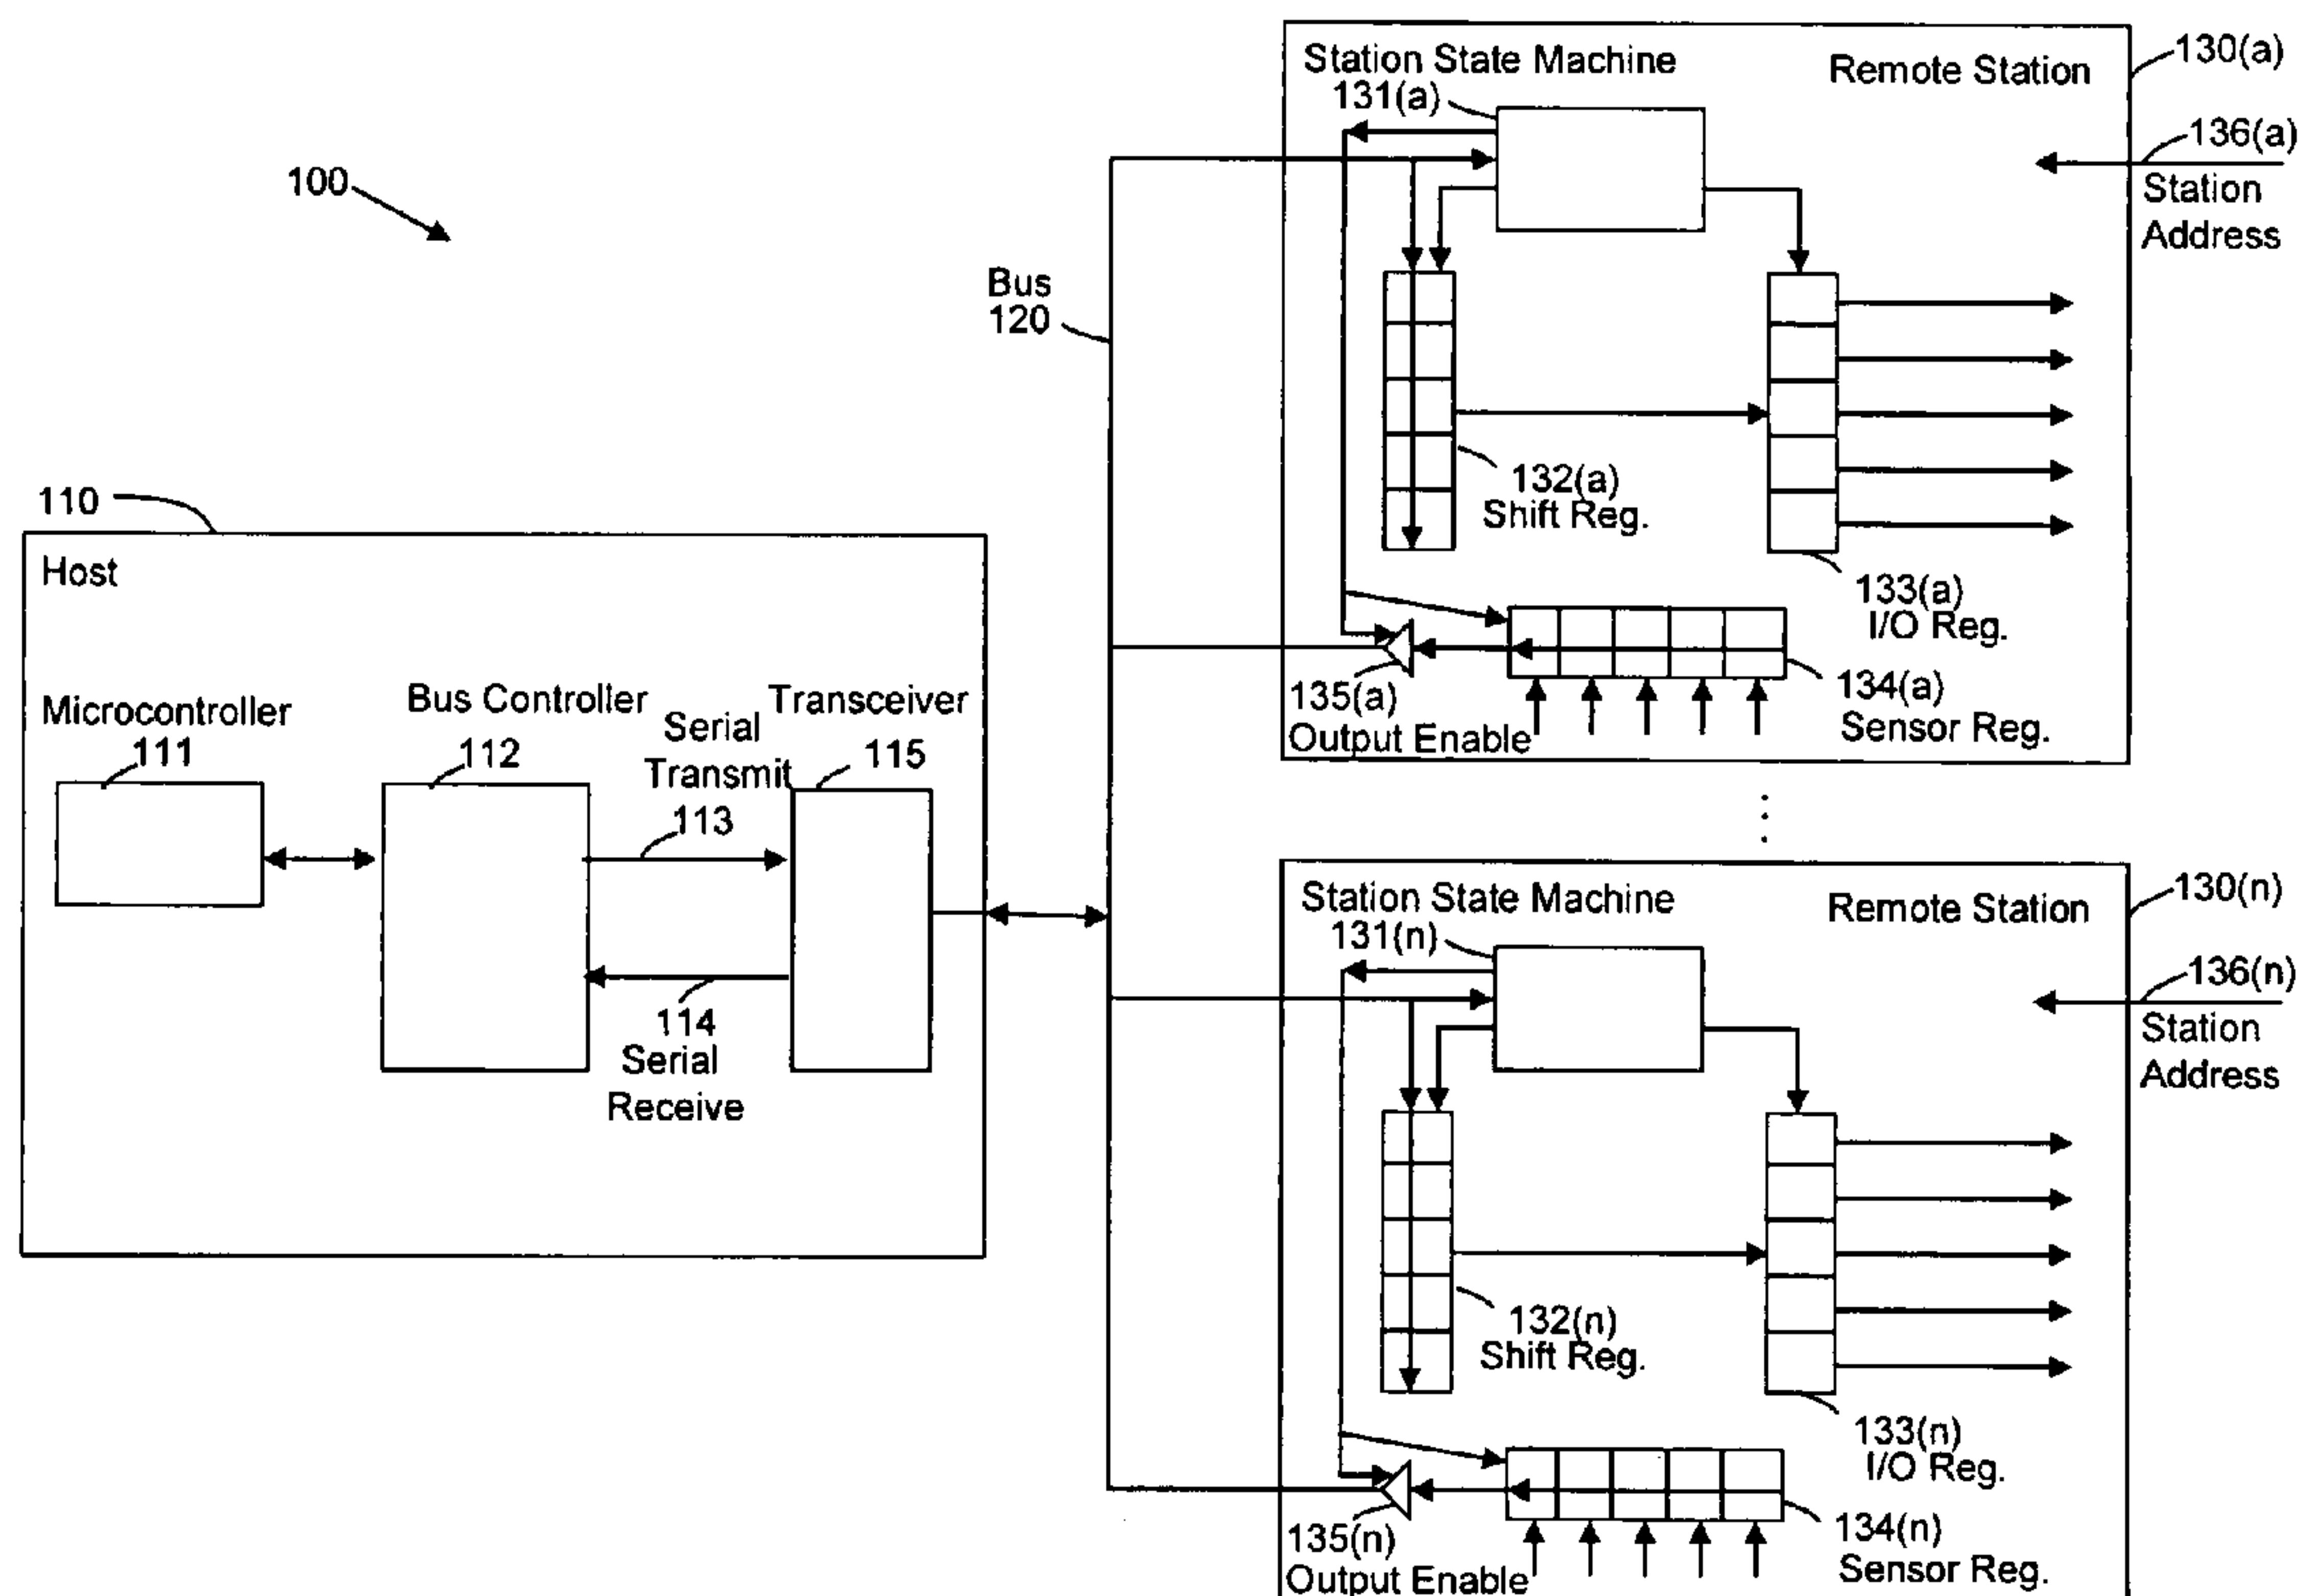 100
110
Host
Microcontroller
111
Bus Controller
112
Serial
Transmit
113
Transceiver
115
114
Serial
Receive
Bus
120
Station State Machine
131(a)
Remote Station
130(a)
136(a)
Station
Address
132(a)
Shift Reg.
133(a)
I/O Reg.
134(a)
Sensor Reg.
135(a)
Output Enable
Station State Machine
131(n)
Remote Station
130(n)
136(n)
Station
Address
132(n)
Shift Reg.
133(n)
I/O Reg.
134(n)
Sensor Reg.
135(n)
Output Enable